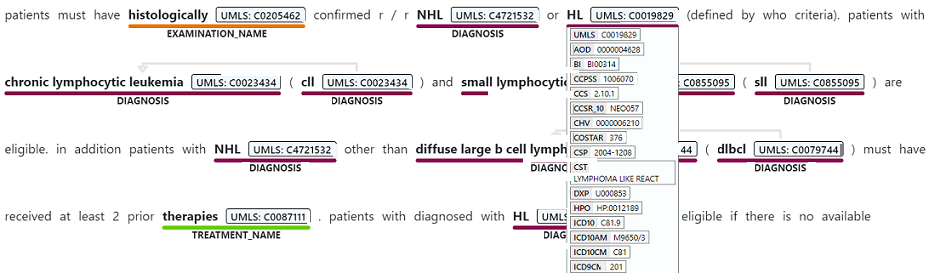 patients must have histologically UMLS: C0205462 confirmed r / r NHL UMLS: C4721532 or HL UMLS: C0019829 (defined by who criteria). patients with
EXAMINATION_NAME DIAGNOSIS
UMLS C0019829
AOD 0000004628
BI BI00314
chronic lymphocytic leukemia UMLS: C0023434 ( cll UMLS: C0023434 ) and small CCPSS 1006070 UMLS: C0855095 ( sll UMLS: C0855095 ) are
CCS 2.10.1
DIAGNOSIS DIAGNOSIS DIAGNOSIS
CCSR_10 NEO057
CHV 0000006210
COSTAR 376
eligible. in addition patients with NHL UMLS: C4721532 other than diffuse large b cell CSP 2004-1208 44 ( dlbcl UMLS: C0079744 ) must have
DIAGNOSIS CST DIAGNOSIS
LYMPHOMA LIKE REACT
DXP U000853
HPO HP:0012189
received at least 2 prior therapies UMLS: C0087111 . patients with diagnosed with HL ICD10 C81.9 eligible if there is no available
TREATMENT_NAME
ICD10AM M9650/3
ICD10CM C81
ICD9CM 201